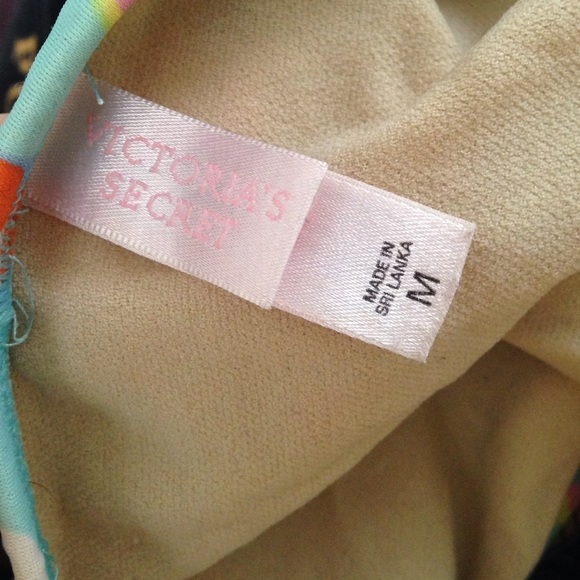 VICTORIA'S
SECRET
MADE IN
SRI LANKA
M